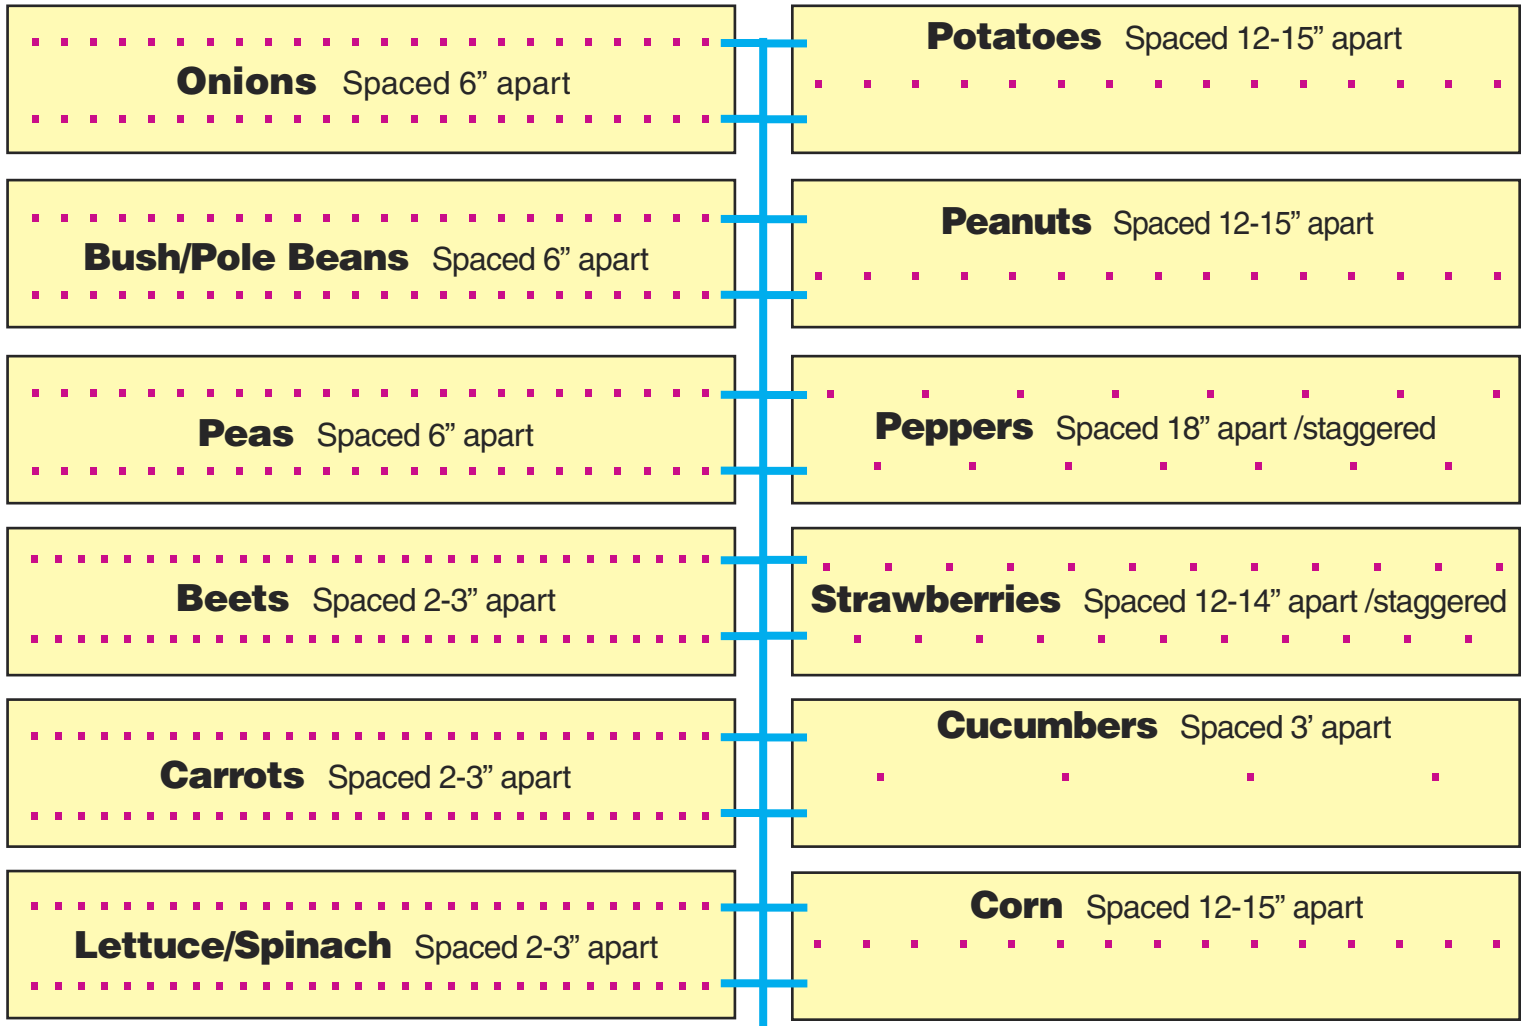 Onions Spaced 6” apart
Potatoes Spaced 12-15” apart
Bush/Pole Beans Spaced 6” apart
Peanuts Spaced 12-15” apart
Peas Spaced 6” apart
Peppers Spaced 18” apart /staggered
Beets Spaced 2-3” apart
Strawberries Spaced 12-14” apart /staggered
Carrots Spaced 2-3” apart
Cucumbers Spaced 3’ apart
Lettuce/Spinach Spaced 2-3” apart
Corn Spaced 12-15” apart